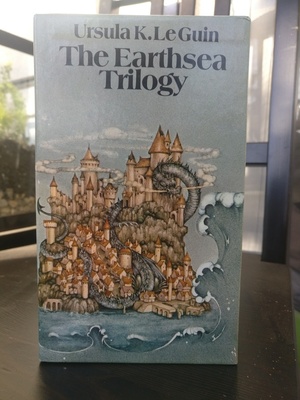 Ursula K. Le Guin
The Earthsea
Trilogy